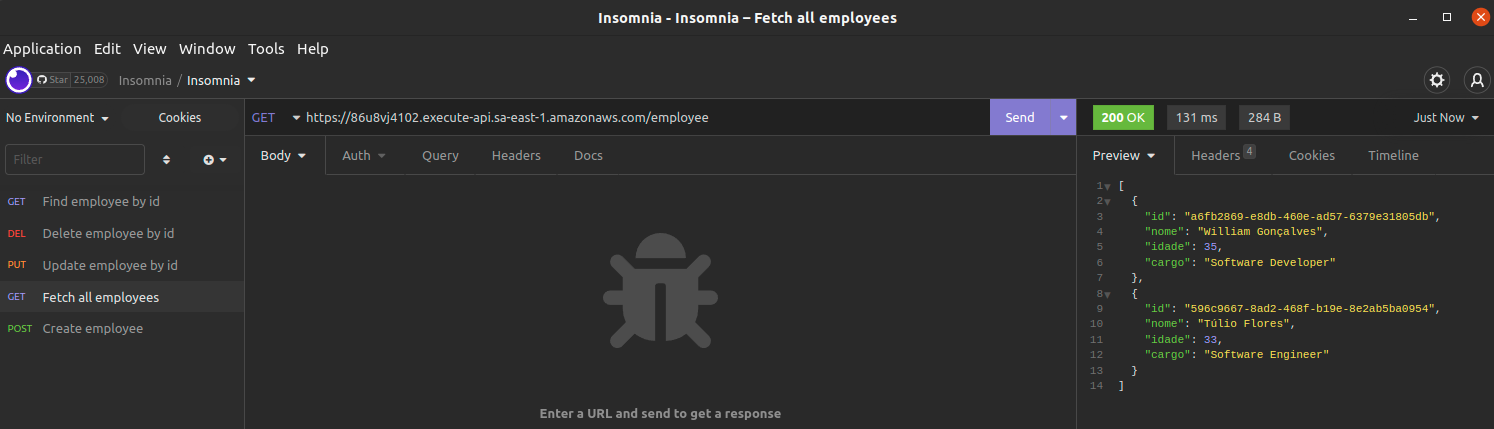 Insomnia - Insomnia – Fetch all employees
Application Edit View Window Tools Help
Star 25,008 Insomnia / Insomnia
No Environment Cookies
GET https://86u8vj4102.execute-api.sa-east-1.amazonaws.com/employee Send
200 OK 131 ms 284 B Just Now
Filter
Body Auth Query Headers Docs
Preview Headers 4 Cookies Timeline
GET Find employee by id
DEL Delete employee by id
PUT Update employee by id
GET Fetch all employees
POST Create employee
Enter a URL and send to get a response
1 [
2 {
3 "id": "a6fb2869-e8db-460e-ad57-6379e31805db",
4 "nome": "William Gonçalves",
5 "idade": 35,
6 "cargo": "Software Developer"
7 },
8 {
9 "id": "596c9667-8ad2-468f-b19e-8e2ab5ba0954",
10 "nome": "Túlio Flores",
11 "idade": 33,
12 "cargo": "Software Engineer"
13 }
14 ]